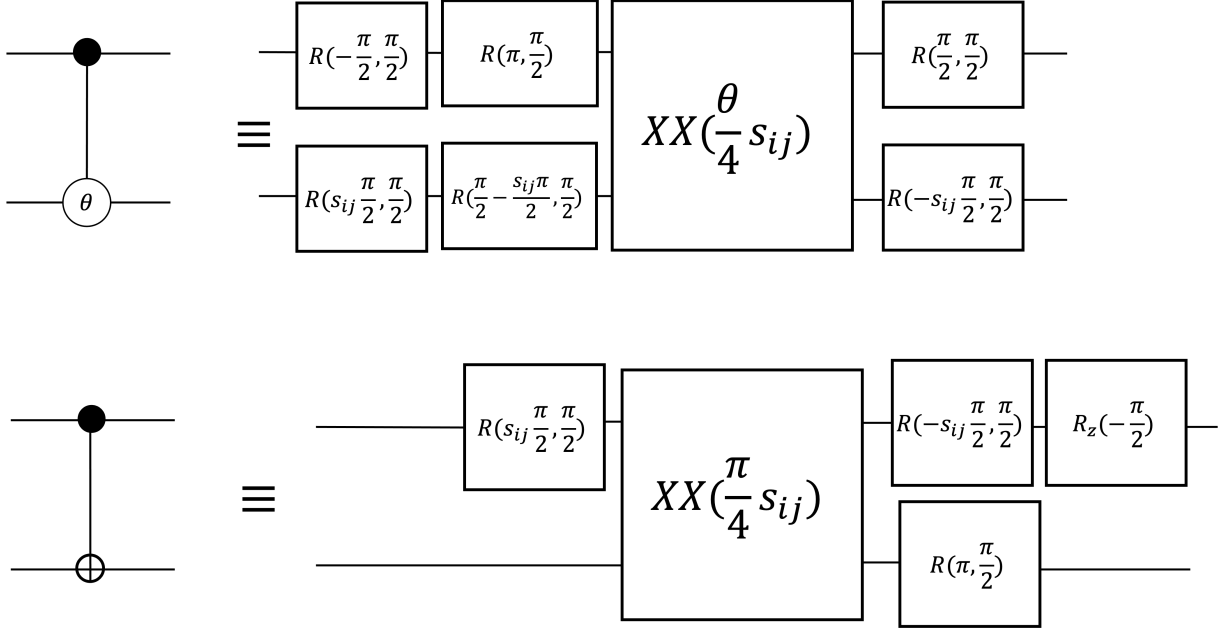 R(-π/2, π/2) R(π, π/2) R(π/2, π/2)
θ ≡ XX(θ/4 s_ij)
R(s_ij π/2, π/2) R(π/2 - s_ijπ/2, π/2) R(-s_ij π/2, π/2)
R(s_ij π/2, π/2) R(-s_ij π/2, π/2) R_z(-π/2)
≡ XX(π/4 s_ij)
R(π, π/2)